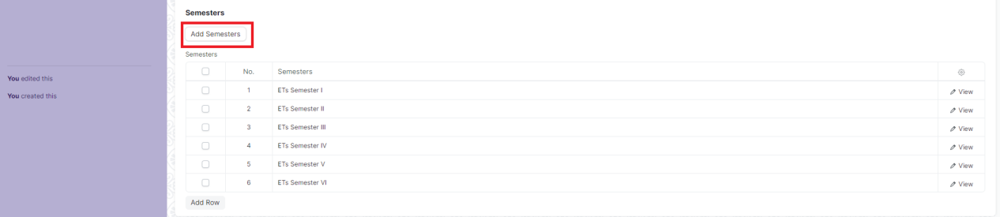 Semesters
Add Semesters
Semesters
No. Semesters
1 ETs Semester I View
2 ETs Semester II View
3 ETs Semester III View
4 ETs Semester IV View
5 ETs Semester V View
6 ETs Semester VI View
Add Row
You edited this
You created this